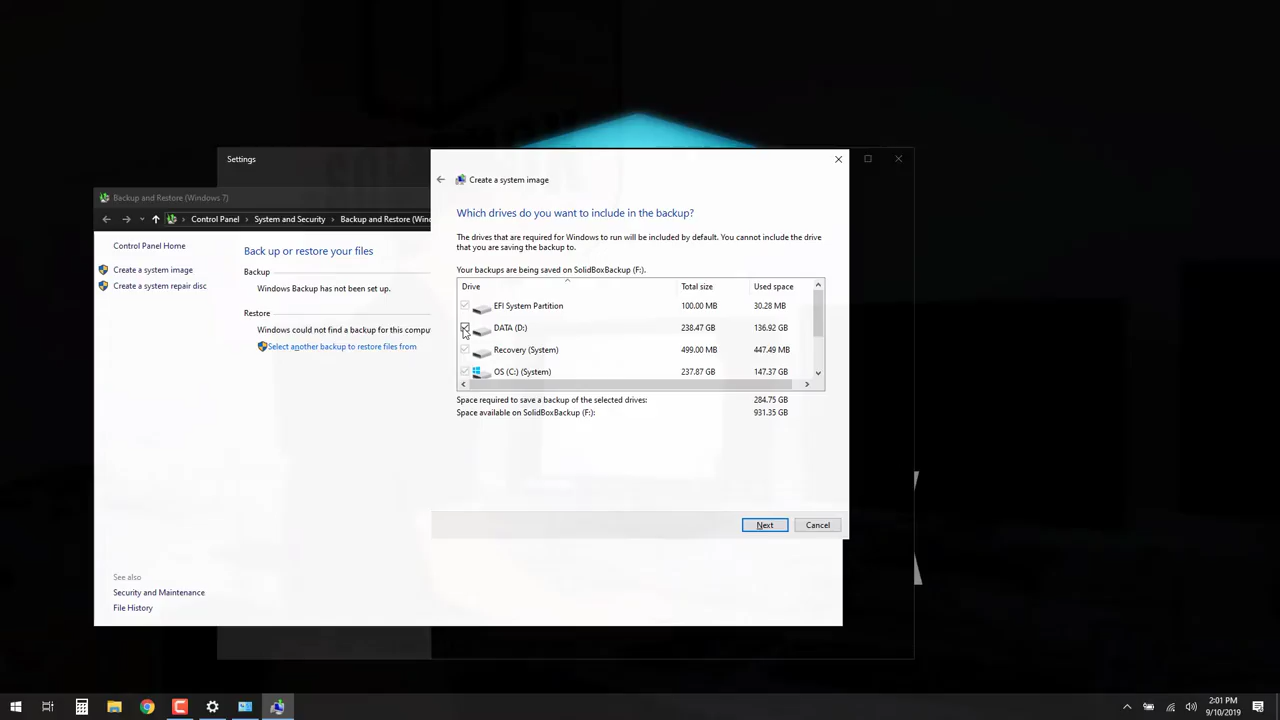 Settings
Create a system image
Backup and Restore (Windows 7)
Which drives do you want to include in the backup?
Control Panel
System and Security
Backup and Restore (Wind
The drives that are required for Windows to run will be included by default. You cannot include the drive
that you are saving the backup to.
Control Panel Home
Back up or restore your files
Create a system image
Backup
Your backups are being saved on SolidBoxBackup (F:).
Create a system repair disc
Windows Backup has not been set up.
Drive Total size Used space
EFI System Partition 100.00 MB 30.28 MB
Restore
DATA (D:) 238.47 GB 136.92 GB
Windows could not find a backup for this compu
Select another backup to restore files from
Recovery (System) 499.00 MB 447.49 MB
OS (C:) (System) 237.87 GB 147.37 GB
Space required to save a backup of the selected drives: 284.75 GB
Space available on SolidBoxBackup (F:): 931.35 GB
Next
Cancel
See also
Security and Maintenance
File History
2:01 PM
9/10/2019